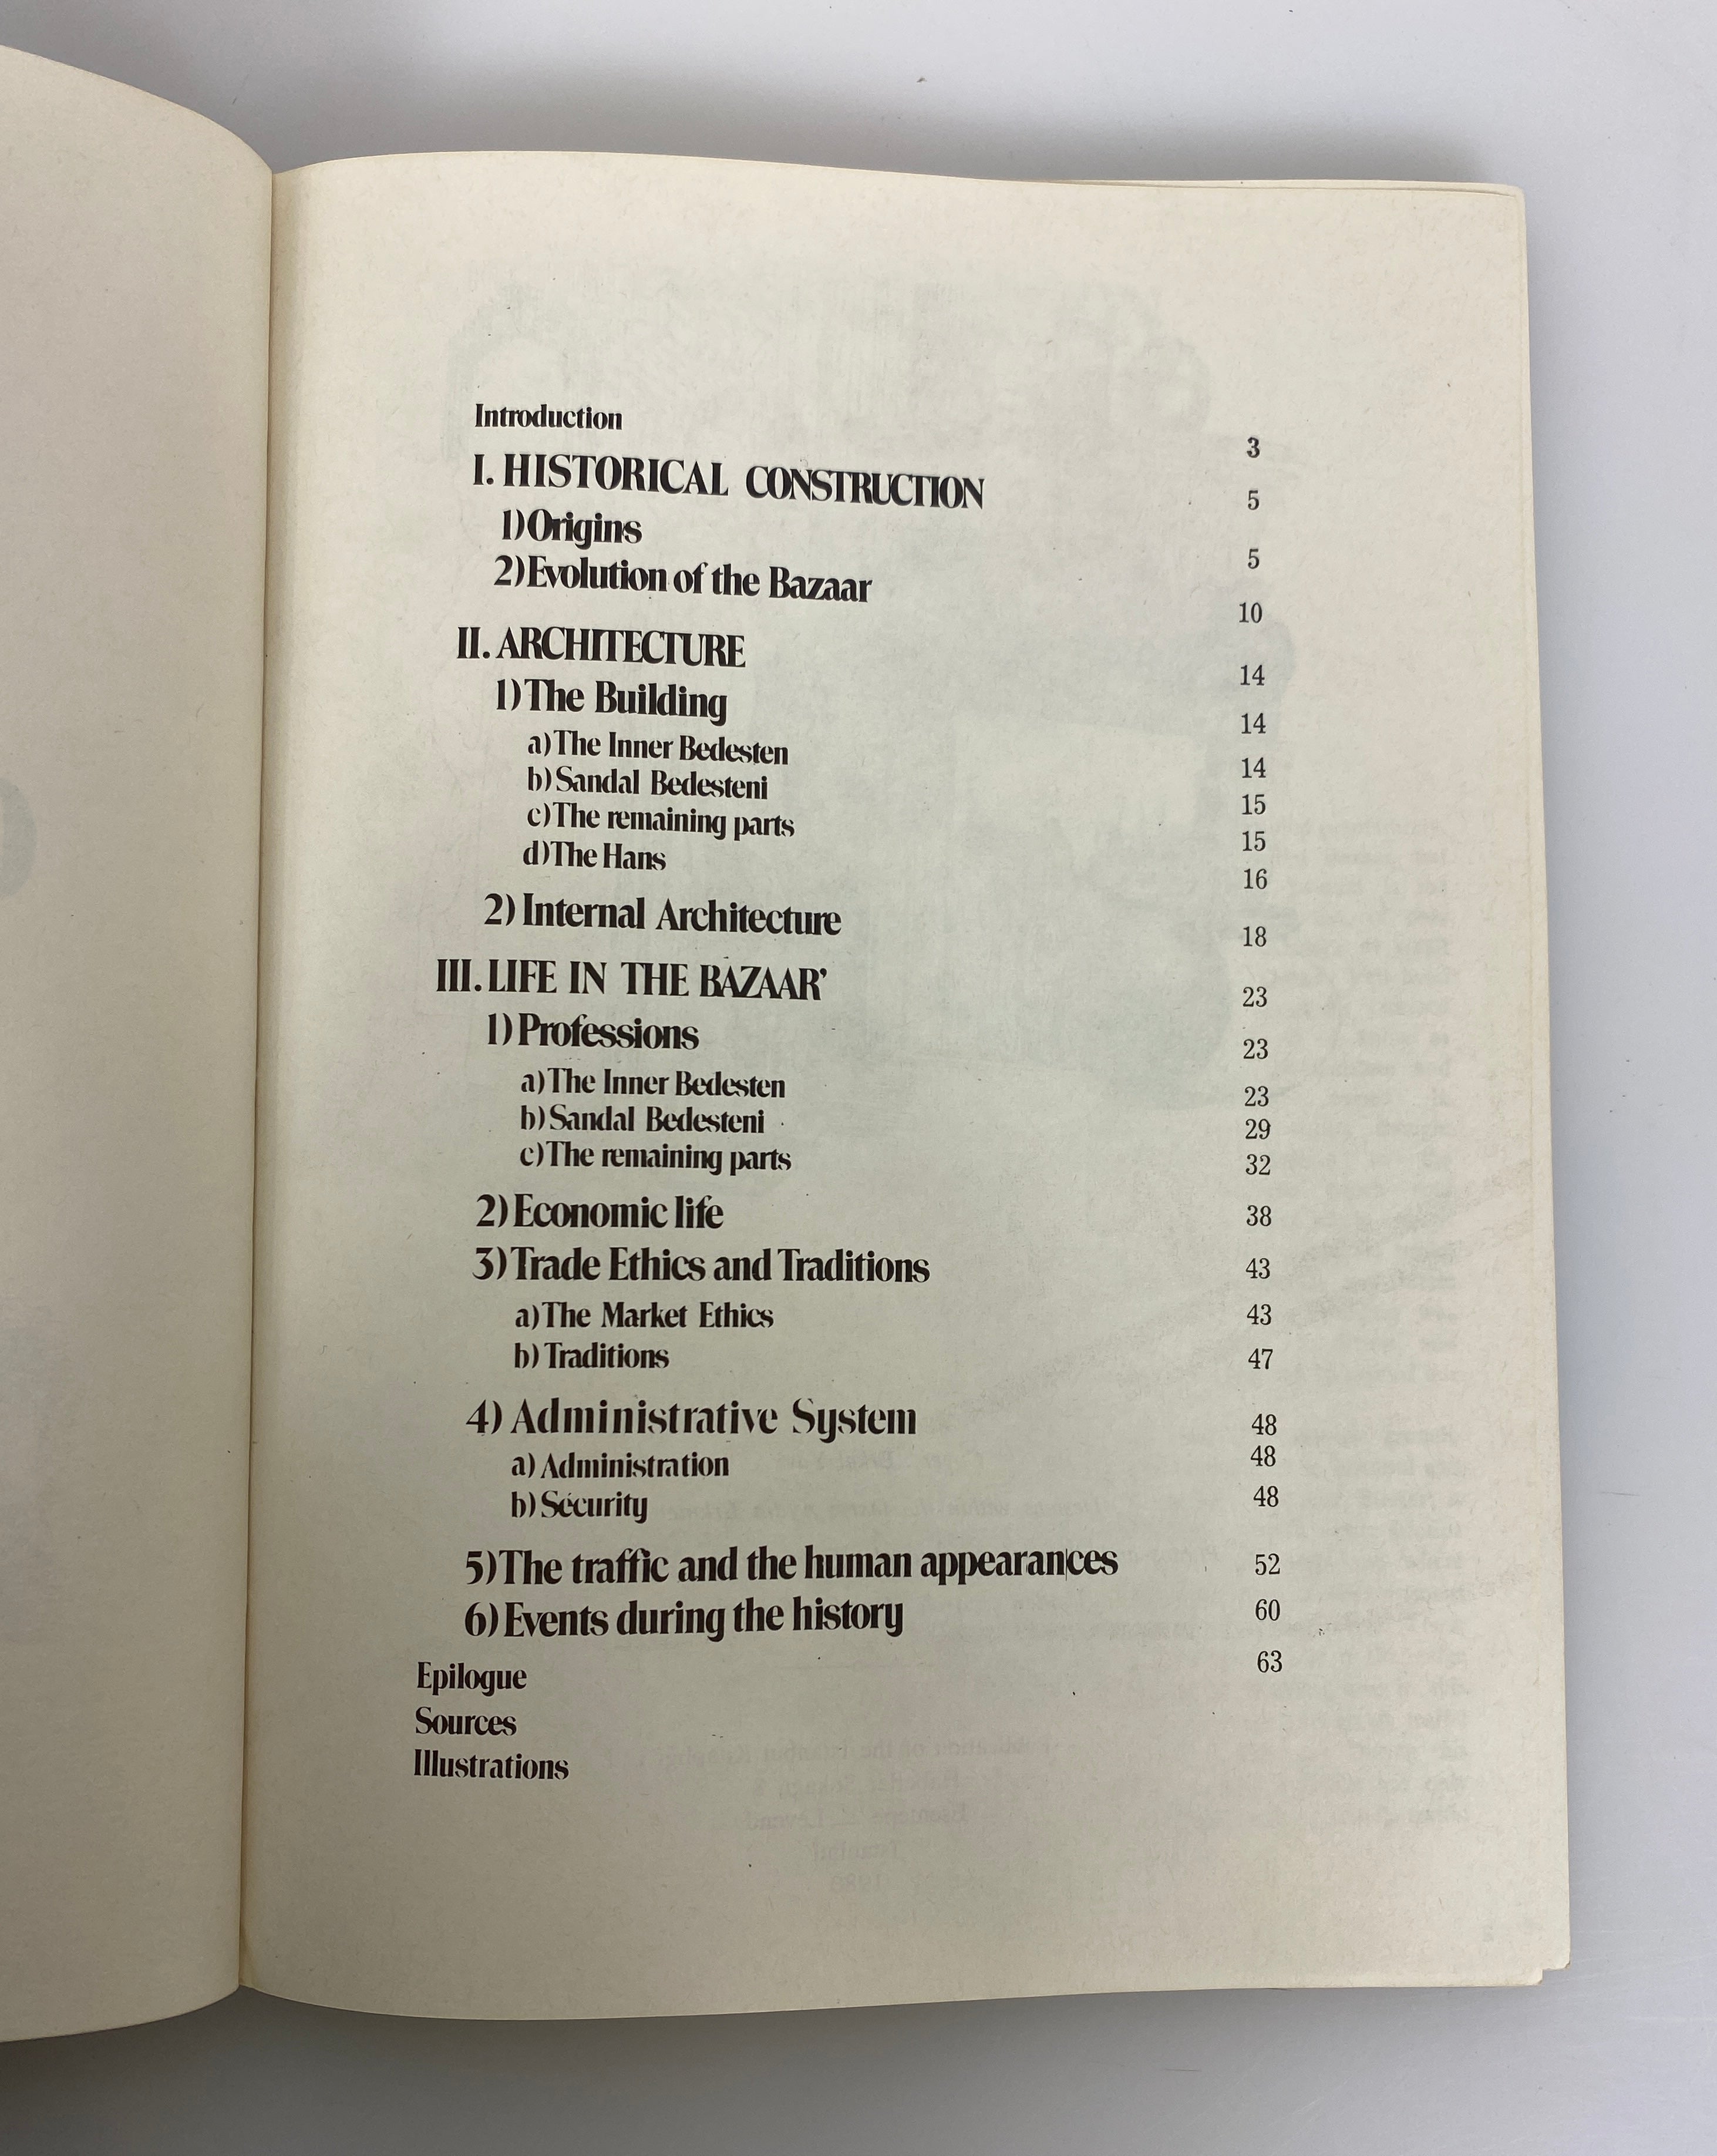 Introduction 3
I. HISTORICAL CONSTRUCTION 5
1) Origins 5
2) Evolution of the Bazaar 10
II. ARCHITECTURE 14
1) The Building 14
a) The Inner Bedesten 14
b) Sandal Bedesteni 15
c) The remaining parts 15
d) The Hans 16
2) Internal Architecture 18
III. LIFE IN THE BAZAAR' 23
1) Professions 23
a) The Inner Bedesten 23
b) Sandal Bedesteni 29
c) The remaining parts 32
2) Economic life 38
3) Trade Ethics and Traditions 43
a) The Market Ethics 43
b) Traditions 47
4) Administrative System 48
a) Administration 48
b) Sécurity 48
5) The traffic and the human appearances 52
6) Events during the history 60
Epilogue 63
Sources
Illustrations